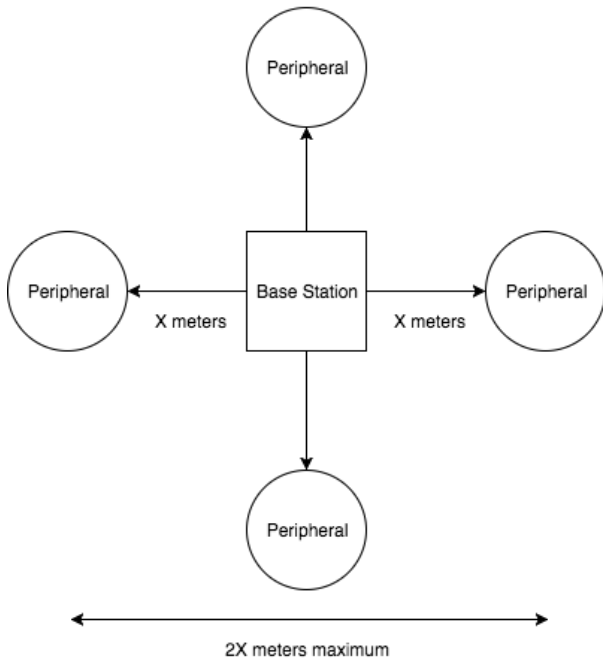 Peripheral
Peripheral
Base Station
Peripheral
X meters
X meters
Peripheral
2X meters maximum